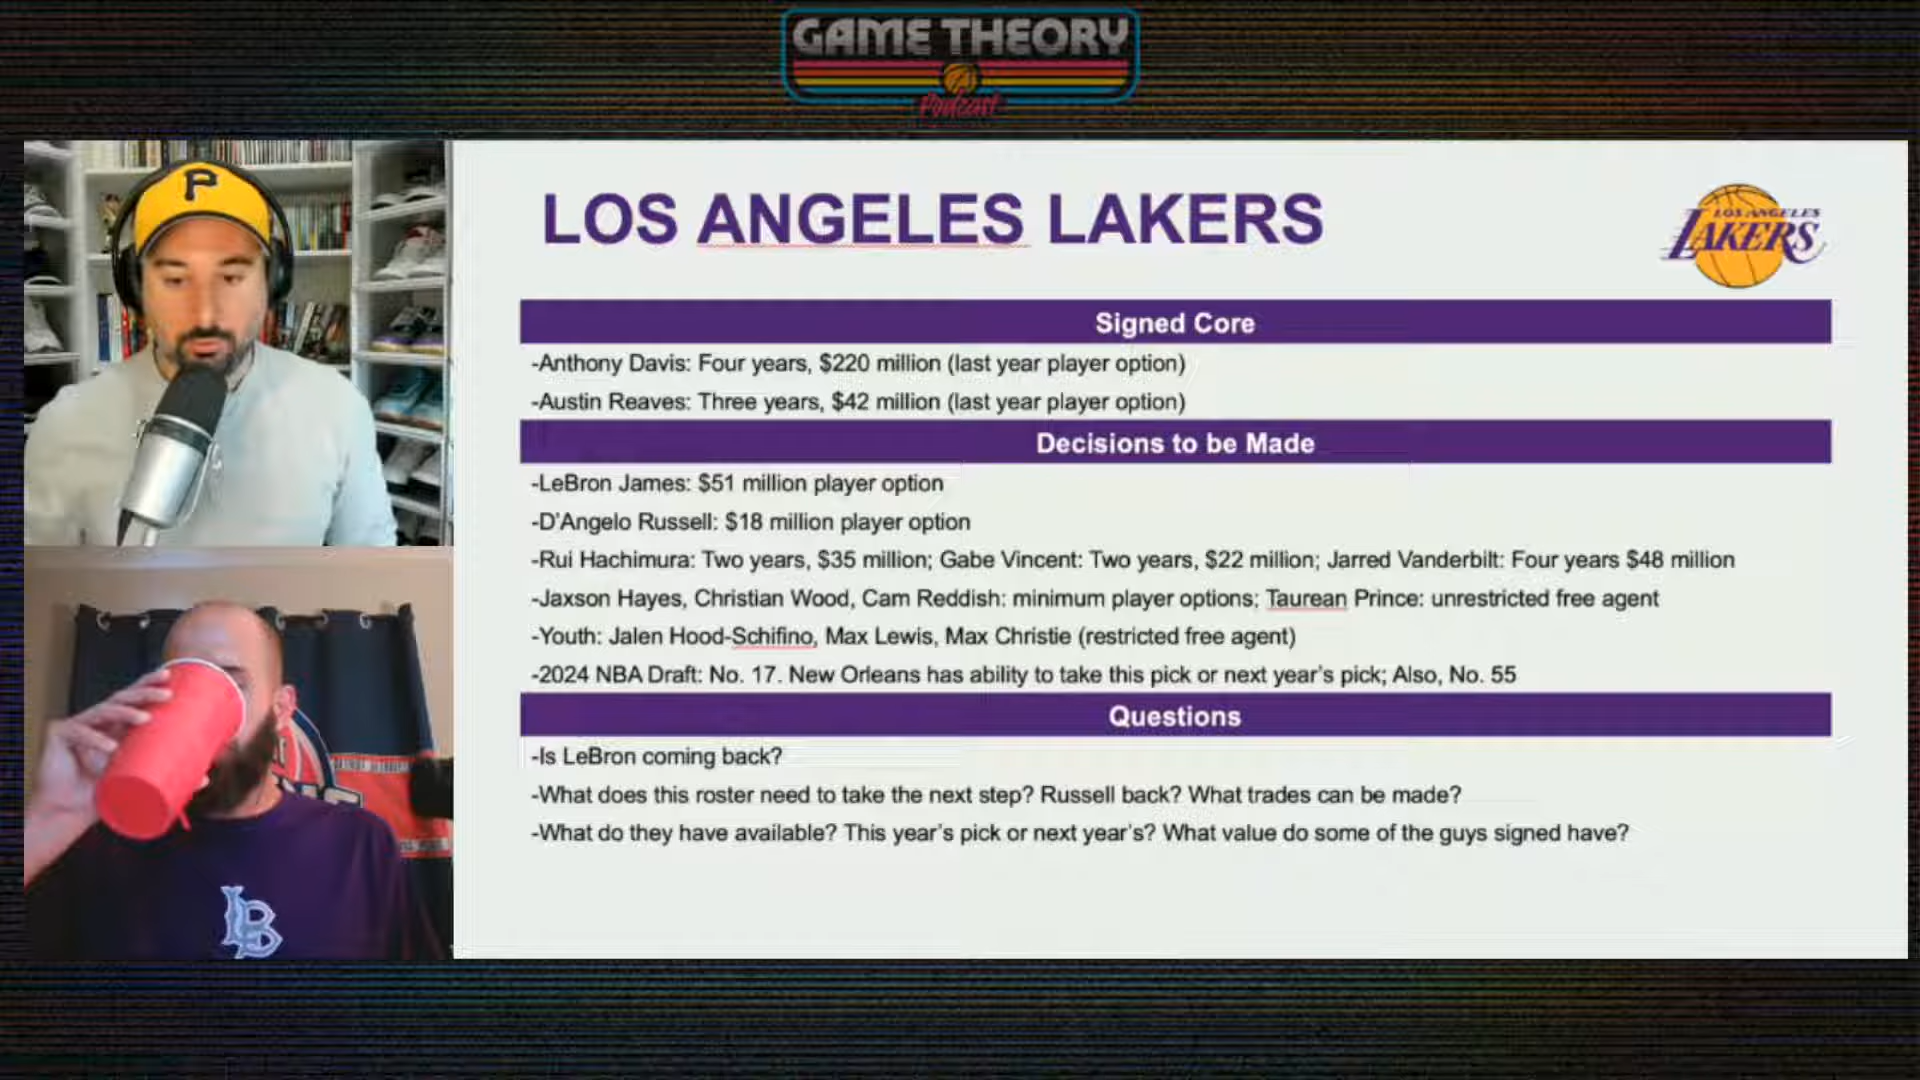 GAME THEORY
Podcast
P
LB
LOS ANGELES LAKERS
LOS ANGELES
LAKERS
Signed Core
-Anthony Davis: Four years, $220 million (last year player option)
-Austin Reaves: Three years, $42 million (last year player option)
Decisions to be Made
-LeBron James: $51 million player option
-D'Angelo Russell: $18 million player option
-Rui Hachimura: Two years, $35 million; Gabe Vincent: Two years, $22 million; Jarred Vanderbilt: Four years $48 million
-Jaxson Hayes, Christian Wood, Cam Reddish: minimum player options; Taurean Prince: unrestricted free agent
-Youth: Jalen Hood-Schifino, Max Lewis, Max Christie (restricted free agent)
-2024 NBA Draft: No. 17. New Orleans has ability to take this pick or next year's pick; Also, No. 55
Questions
-Is LeBron coming back?
-What does this roster need to take the next step? Russell back? What trades can be made?
-What do they have available? This year's pick or next year's? What value do some of the guys signed have?